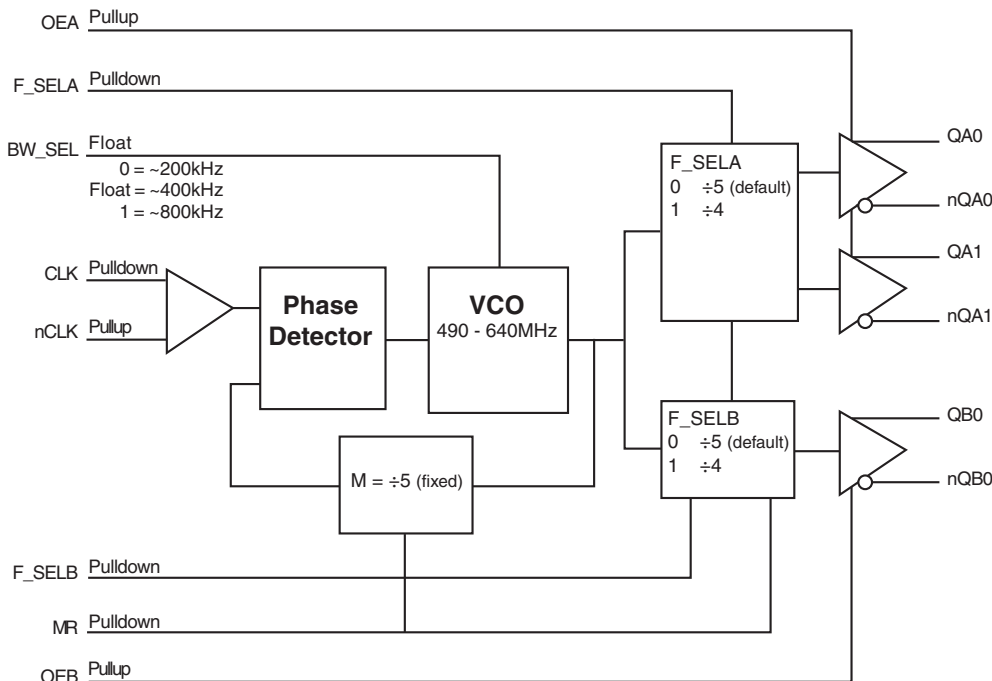 OEA Pullup
F_SELA Pulldown
BW_SEL Float
0 = ~200kHz
Float = ~400kHz
1 = ~800kHz
CLK Pulldown
nCLK Pullup
Phase
Detector
VCO
490 - 640MHz
M = ÷5 (fixed)
F_SELA
0 ÷5 (default)
1 ÷4
F_SELB
0 ÷5 (default)
1 ÷4
QA0
nQA0
QA1
nQA1
QB0
nQB0
F_SELB Pulldown
MR Pulldown
OEB Pullup